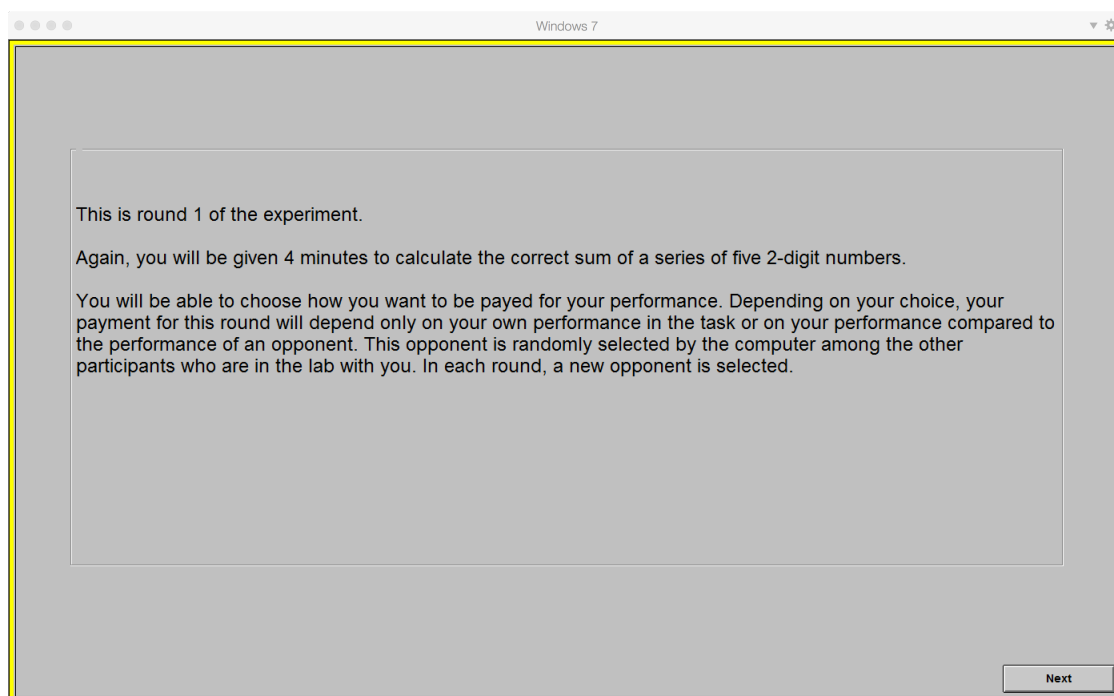 Windows 7
This is round 1 of the experiment.
Again, you will be given 4 minutes to calculate the correct sum of a series of five 2-digit numbers.
You will be able to choose how you want to be payed for your performance. Depending on your choice, your
payment for this round will depend only on your own performance in the task or on your performance compared to
the performance of an opponent. This opponent is randomly selected by the computer among the other
participants who are in the lab with you. In each round, a new opponent is selected.
Next